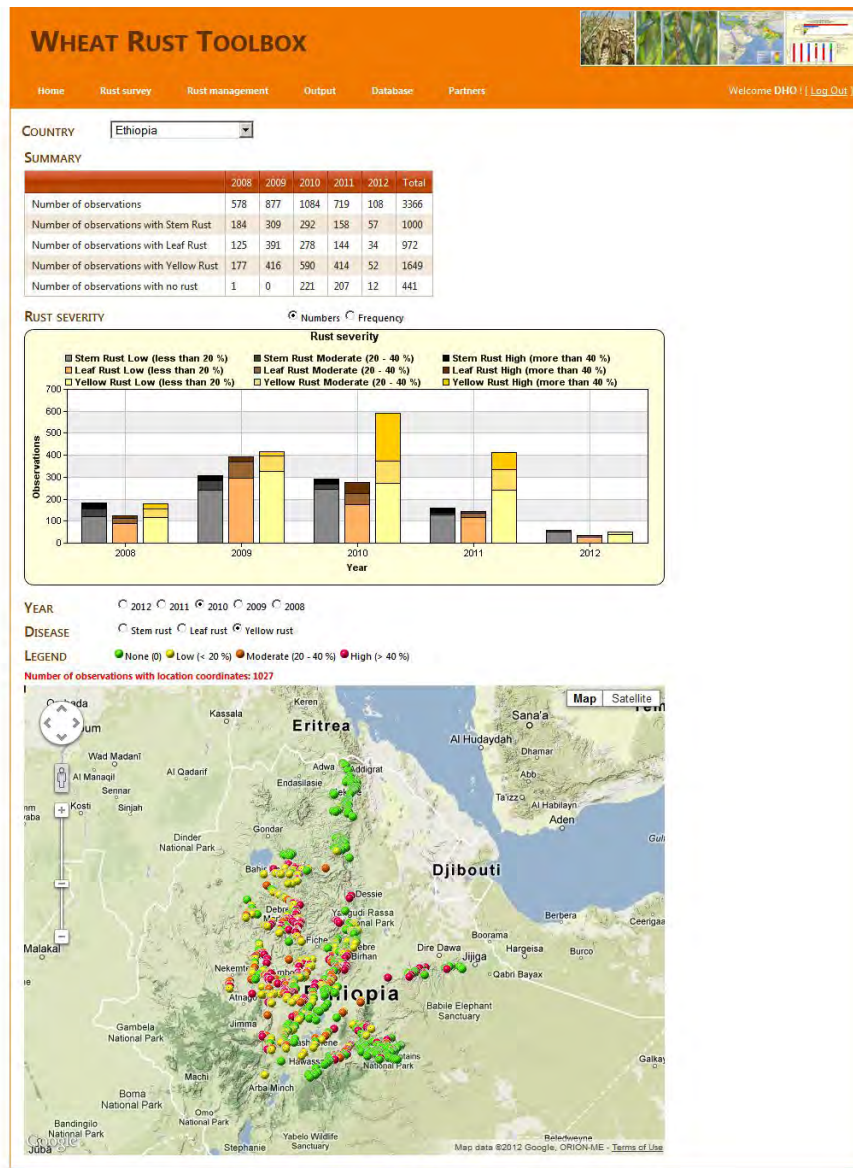 WHEAT RUST TOOLBOX
Home Rust survey Rust management Output Database Partners Welcome DHO ! [ Log Out ]
COUNTRY Ethiopia
SUMMARY
2008 2009 2010 2011 2012 Total
Number of observations 578 877 1084 719 108 3366
Number of observations with Stem Rust 184 309 292 158 57 1000
Number of observations with Leaf Rust 125 391 278 144 34 972
Number of observations with Yellow Rust 177 416 590 414 52 1649
Number of observations with no rust 1 0 221 207 12 441
RUST SEVERITY Numbers Frequency
Rust severity
Stem Rust Low (less than 20 %) Stem Rust Moderate (20 - 40 %) Stem Rust High (more than 40 %)
Leaf Rust Low (less than 20 %) Leaf Rust Moderate (20 - 40 %) Leaf Rust High (more than 40 %)
Yellow Rust Low (less than 20 %) Yellow Rust Moderate (20 - 40 %) Yellow Rust High (more than 40 %)
700
600
500
400
300
200
100
0
Observations
2008 2009 2010 2011 2012
Year
YEAR 2012 2011 2010 2009 2008
DISEASE Stem rust Leaf rust Yellow rust
LEGEND None (0) Low (< 20 %) Moderate (20 - 40 %) High (> 40 %)
Number of observations with location coordinates: 1027
Map Satellite
Keren
Kassala
Eritrea
Sana'a
Al Hudaydah
Dhamar
Wad Madanī
Al Manaqil
Al Qadarif
Adwa Addigrat
Endasilasie
Abb
Sennar
Kosti Sinjah
Ta'izz
Al Habilayn
Aden
Gondar
Dinder
National Park
Djibouti
Dessie
Berbera
Malakal
Fiche
Birhan
Dire Dawa
Jijiga
Boorama
Hargeisa
Burco
Qabri Bayax
Nekemte
Atnago
Ethiopia
Babile Elephant
Sanctuary
Jimma
Gambela
National Park
National Park
Machi
Arba Minch
Boma
National Park
Omo
National Park
Bandingilo
National Park
Yabelo Wildlife
Sanctuary
Stephanie
Juba
Google
Beledweyne
Map data ©2012 Google, ORION-ME - Terms of Use